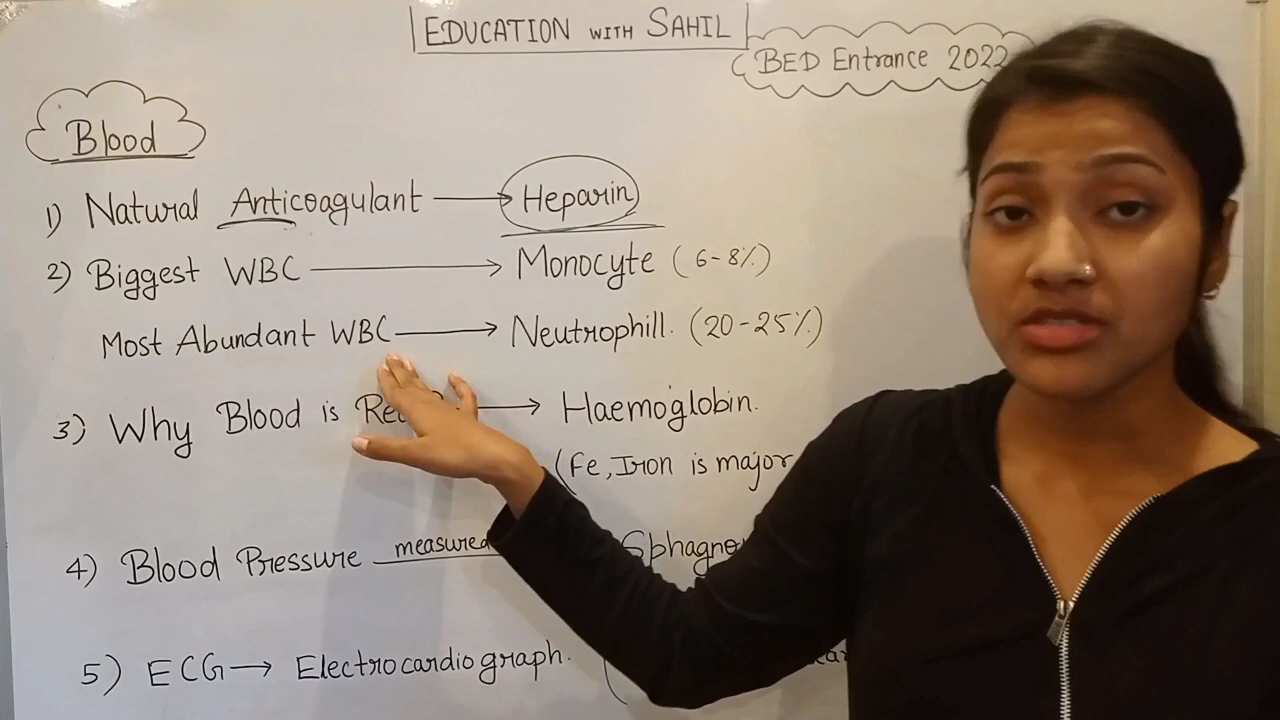 EDUCATION WITH SAHIL
BED Entrance 2022
Blood
1) Natural Anticoagulant → Heparin
2) Biggest WBC → Monocyte (6-8%)
Most Abundant WBC → Neutrophill. (20-25%)
3) Why Blood is → Haemoglobin.
(Fe, Iron is major
4) Blood Pressure measured
5) ECG → Electrocardiograph. (